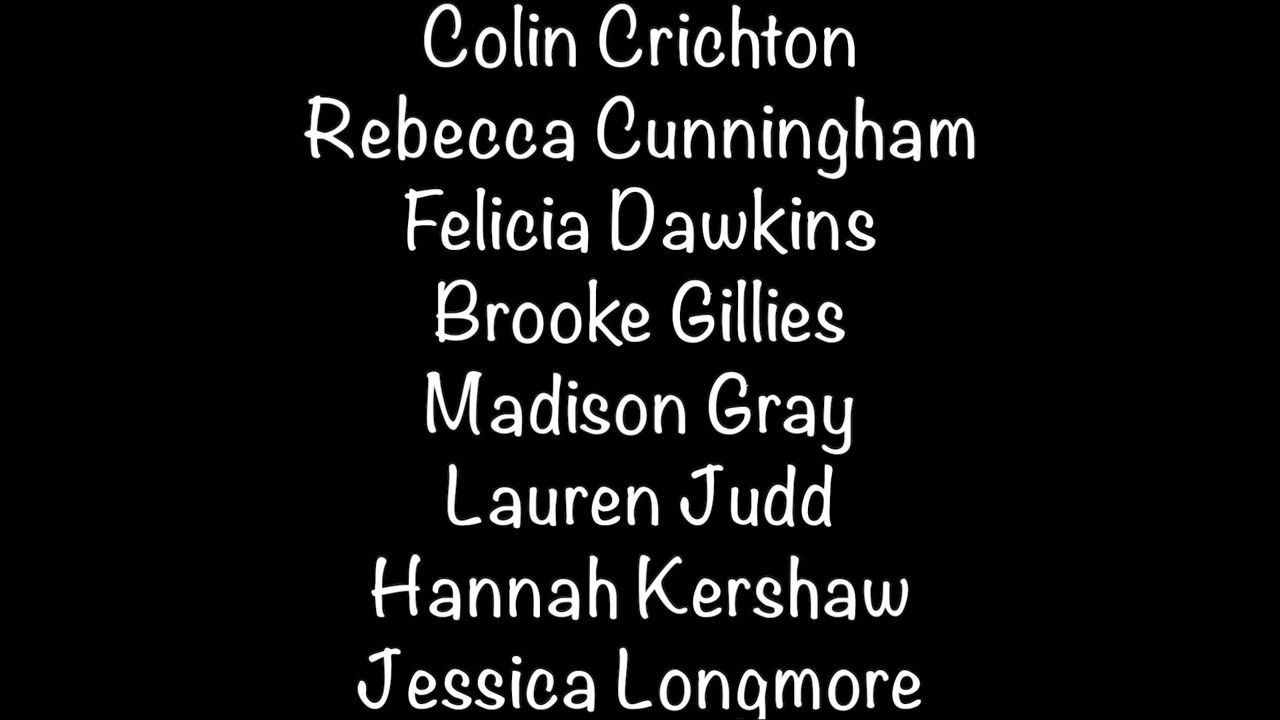 Colin Crichton
Rebecca Cunningham
Felicia Dawkins
Brooke Gillies
Madison Gray
Lauren Judd
Hannah Kershaw
Jessica Longmore